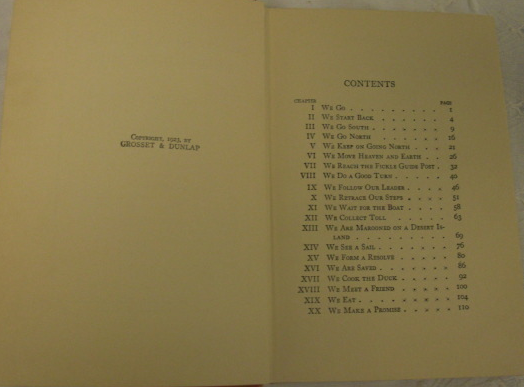 COPYRIGHT, BY
GROSSET & DUNLAP
CONTENTS
CHAPTER PAGE
I WE GO . . . . . . . . . 1
II WE START BACK . . . . . . 4
III WE GO SOUTH . . . . . . . 9
IV WE GO NORTH . . . . . . . 16
V WE KEEP ON GOING NORTH . . . 21
VI WE MOVE HEAVEN AND EARTH . . 26
VII WE REACH THE FICKLE GUIDE POST . 32
VIII WE DO A GOOD TURN . . . . . 40
IX WE FOLLOW OUR LEADER . . . . 46
X WE RETRACE OUR STEPS . . . . 51
XI WE WAIT FOR THE BOAT . . . . 58
XII WE COLLECT TOLL . . . . . 63
XIII WE ARE MAROONED ON A DESERT IS-
LAND . . . . . . . . . 69
XIV WE SEE A SAIL . . . . . . 76
XV WE FORM A RESOLVE . . . . . 80
XVI WE ARE SAVED . . . . . . 86
XVII WE COOK THE DUCK . . . . . 92
XVIII WE MEET A FRIEND . . . . . 100
XIX WE EAT . . . . . . . . . 104
XX WE MAKE A PROMISE . . . . . 110